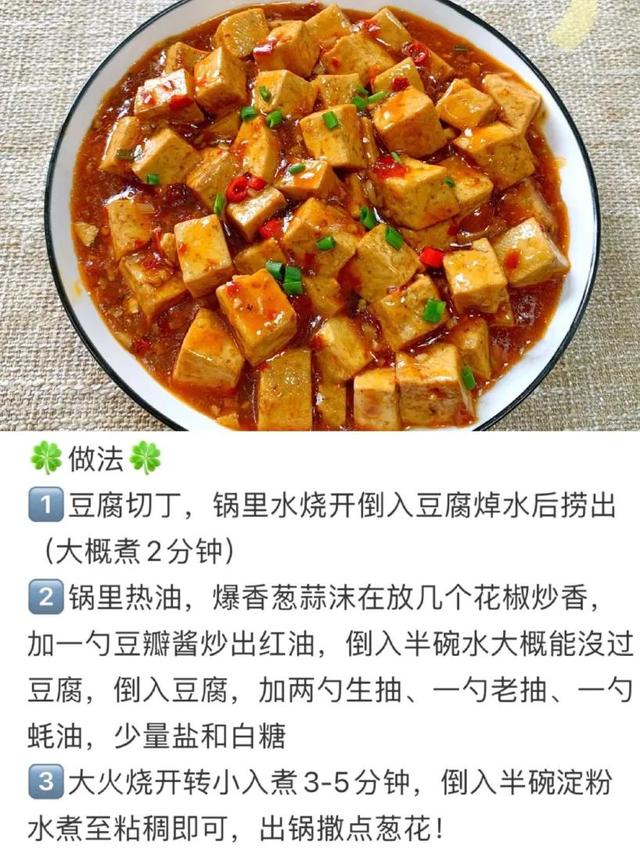 🍀做法🍀
1️⃣豆腐切丁，锅里水烧开倒入豆腐焯水后捞出
（大概煮2分钟）
2️⃣锅里热油，爆香葱蒜沫在放几个花椒炒香，
加一勺豆瓣酱炒出红油，倒入半碗水大概能没过
豆腐，倒入豆腐，加两勺生抽、一勺老抽、一勺
蚝油，少量盐和白糖
3️⃣大火烧开转小入煮3-5分钟，倒入半碗淀粉
水煮至粘稠即可，出锅撒点葱花！